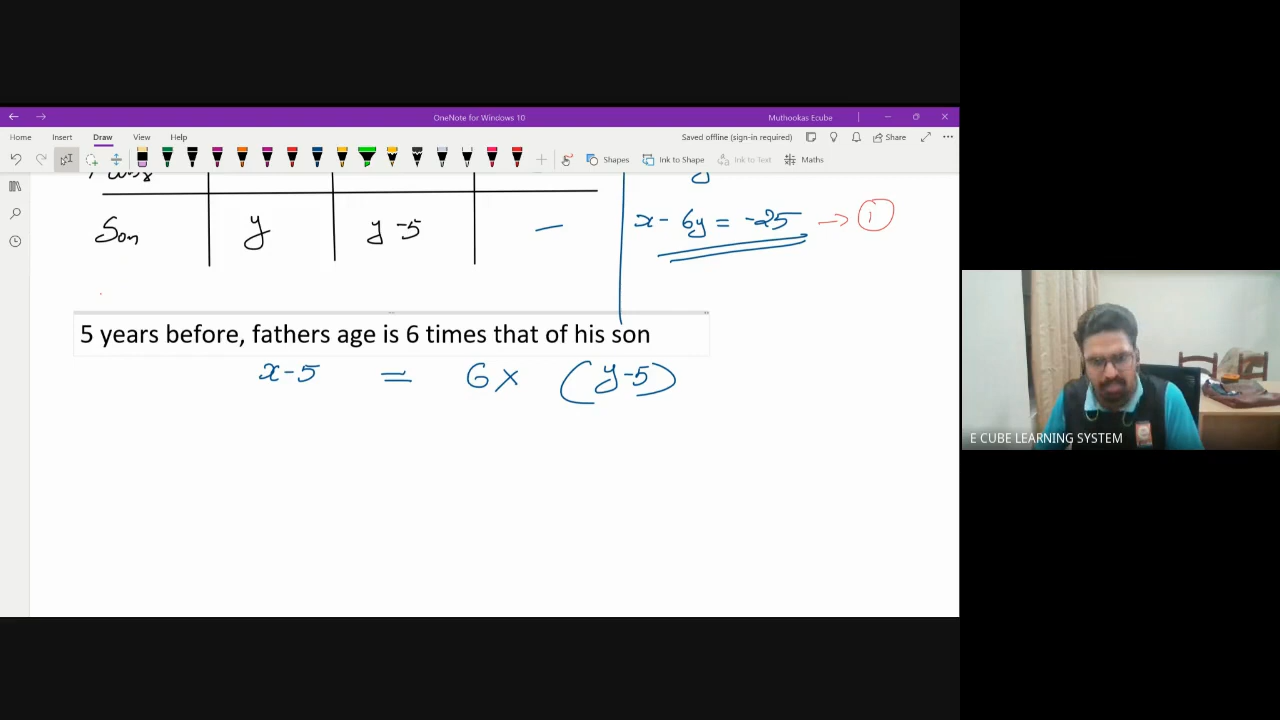 OneNote for Windows 10
Muthookas Ecube
Home Insert Draw View Help
Saved offline (sign-in required)
Share
Shapes
Ink to Shape
Ink to Text
Maths
Son y y-5 —
x - 6y = -25 → 1
5 years before, fathers age is 6 times that of his son
x-5 = 6 × (y-5)
E CUBE LEARNING SYSTEM